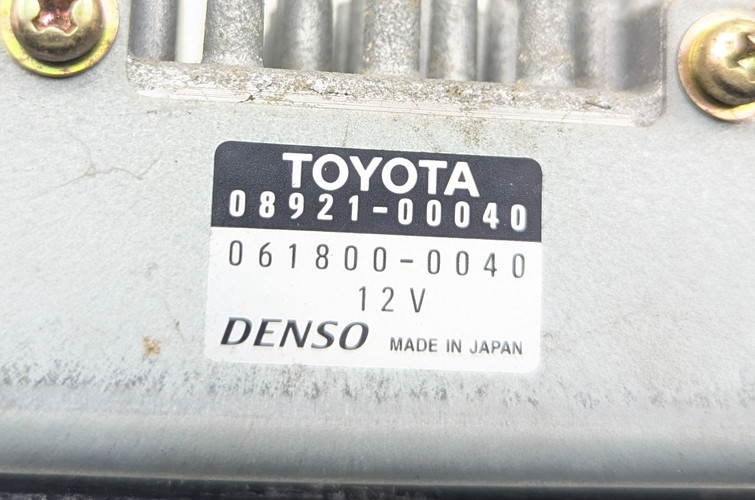 TOYOTA
08921-00040
061800-0040
12V
DENSO MADE IN JAPAN